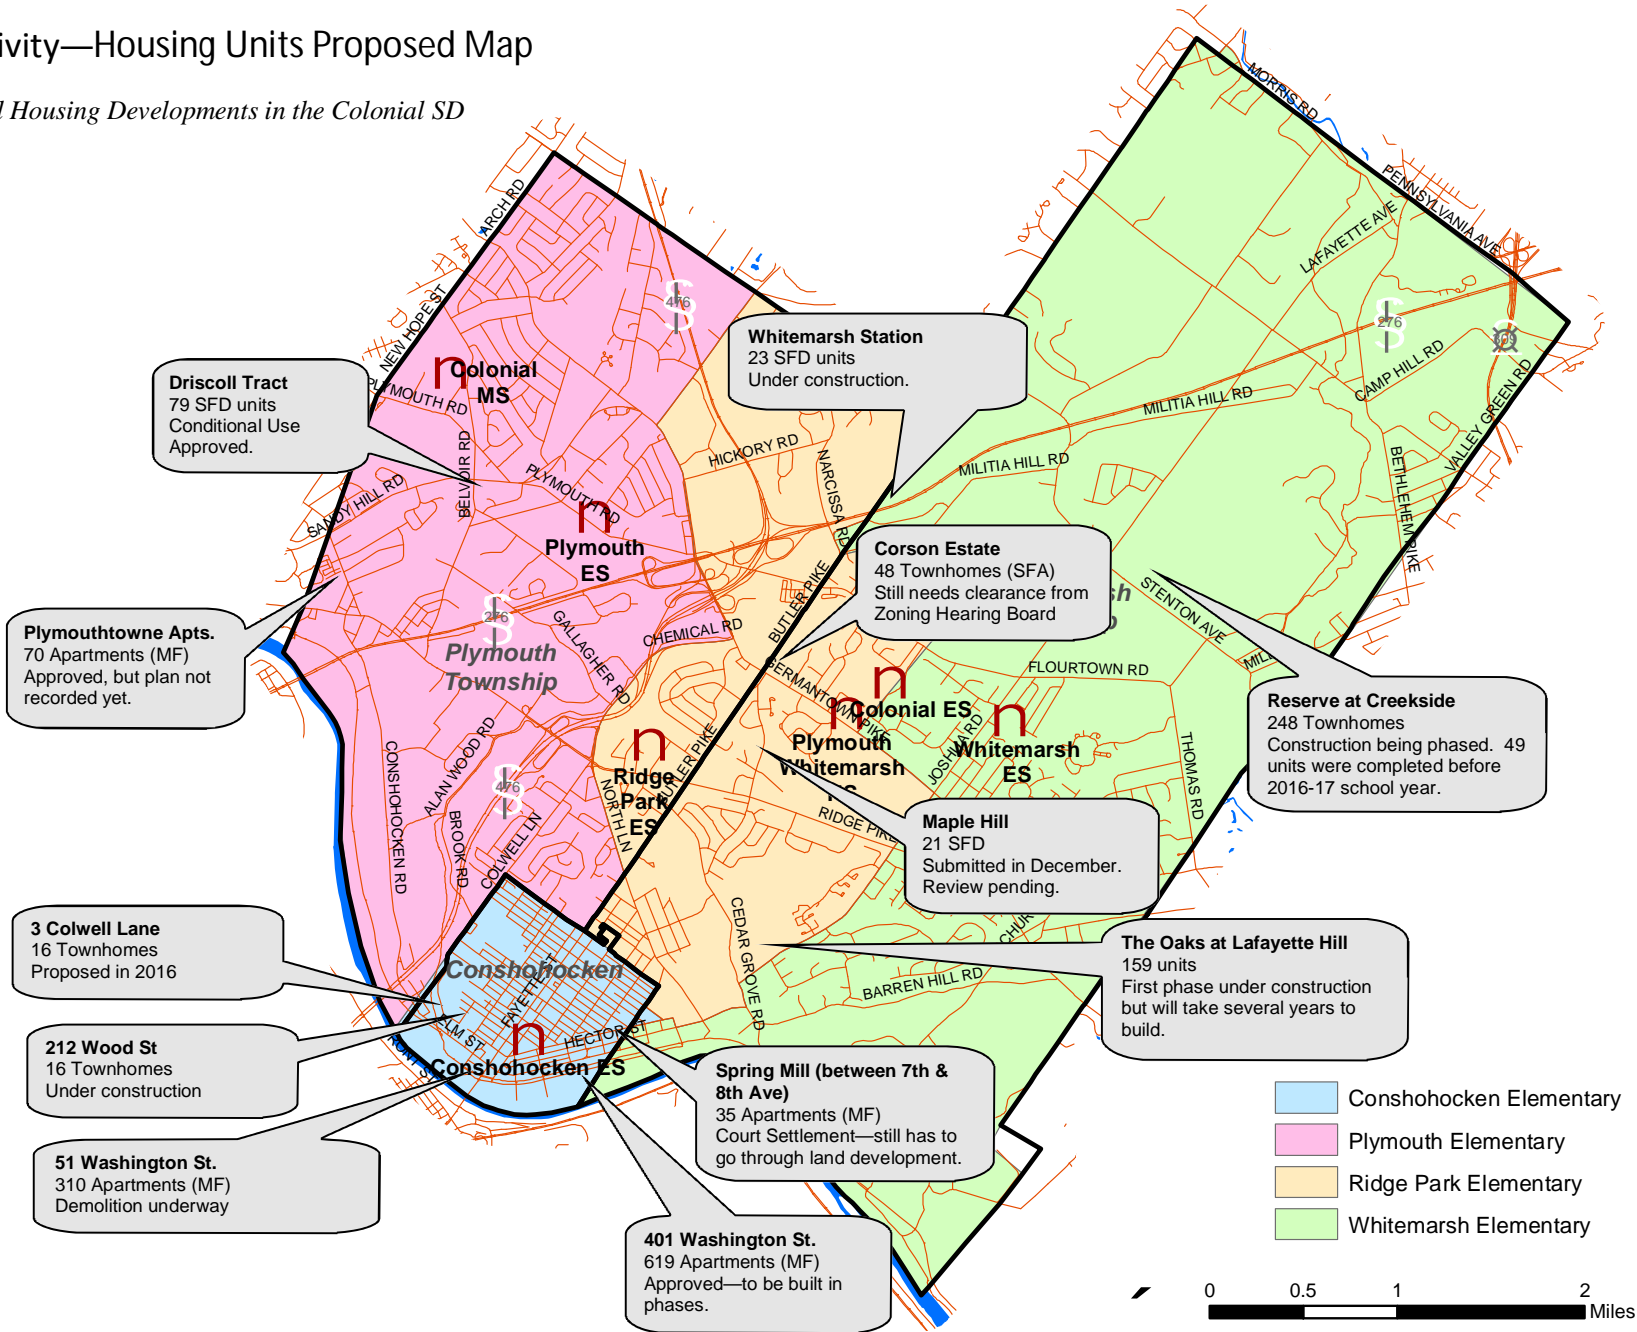 ivity—Housing Units Proposed Map
Housing Developments in the Colonial SD
MORRIS RD
PENNSYLVANIA AVE
LAFAYETTE AVE
ARCH RD
NEW HOPE ST
476
276
309
Whitemarsh Station
23 SFD units
Under construction.
Driscoll Tract
79 SFD units
Conditional Use
Approved.
Colonial
MS
PLYMOUTH RD
CAMP HILL RD
VALLEY GREEN RD
MILITIA HILL RD
MILITIA HILL RD
HICKORY RD
NARCISSA RD
BELVOIR RD
PLYMOUTH RD
SANDY HILL RD
BETHLEHEM PIKE
Plymouth
ES
Corson Estate
48 Townhomes (SFA)
Still needs clearance from
Zoning Hearing Board
sh
STENTON AVE
BUTLER PIKE
276
GALLAGHER RD
CHEMICAL RD
Plymouth
Township
Plymouthtowne Apts.
70 Apartments (MF)
Approved, but plan not
recorded yet.
GERMANTOWN PIKE
FLOURTOWN RD
Colonial ES
Plymouth
Whitemarsh
JOSHUA RD
Whitemarsh
ES
THOMAS RD
Reserve at Creekside
248 Townhomes
Construction being phased. 49
units were completed before
2016-17 school year.
CONSHOHOCKEN RD
ALAN WOOD RD
476
BROOK RD
COLWELL LN
Ridge
Park
ES
BUTLER PIKE
NORTH LN
RIDGE PIKE
Maple Hill
21 SFD
Submitted in December.
Review pending.
CEDAR GROVE RD
BARREN HILL RD
The Oaks at Lafayette Hill
159 units
First phase under construction
but will take several years to
build.
3 Colwell Lane
16 Townhomes
Proposed in 2016
Conshohocken
FAYETTE ST
ELM ST
HECTOR ST
Conshohocken ES
212 Wood St
16 Townhomes
Under construction
51 Washington St.
310 Apartments (MF)
Demolition underway
Spring Mill (between 7th &
8th Ave)
35 Apartments (MF)
Court Settlement—still has to
go through land development.
401 Washington St.
619 Apartments (MF)
Approved—to be built in
phases.
Conshohocken Elementary
Plymouth Elementary
Ridge Park Elementary
Whitemarsh Elementary
0 0.5 1 2
Miles